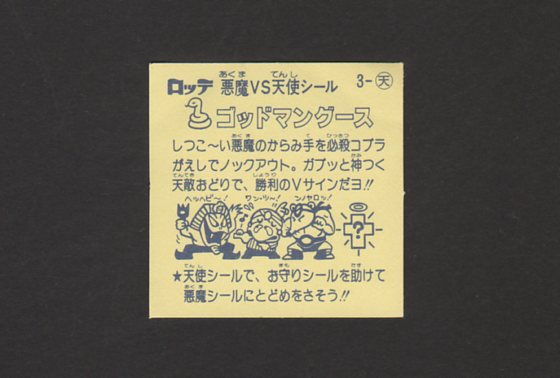 ロッテ 悪魔VS天使シール 3-天
ゴッドマングース
しつこ〜い悪魔のからみ手を必殺コブラ
がえしでノックアウト。ガブッと神つく
天敵おどりで、勝利のVサインだヨ!!
ヘッヘビー! ワン・ツ〜! ンノヤロッ!
?
★天使シールで、お守りシールを助けて
悪魔シールにとどめをさそう!!